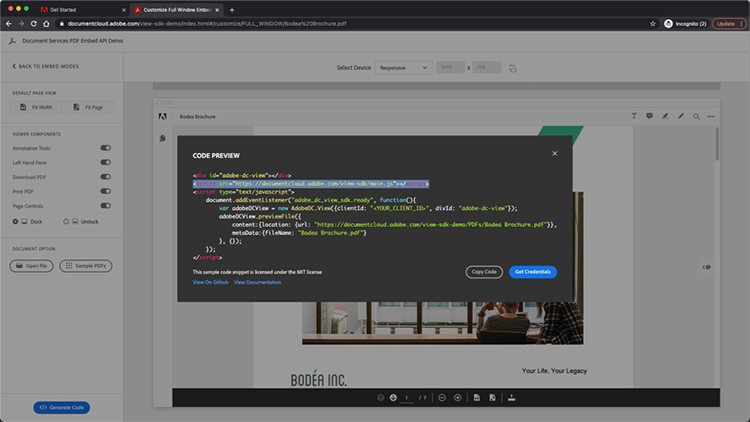 Get Started
Customize Full Window Embed
documentcloud.adobe.com/view-sdk-demo/index.html#/customize/FULL_WINDOW/Bodea%20Brochure.pdf
Incognito (2)
Update
Document Services PDF Embed API Demo
BACK TO EMBED MODES
Select Device
Responsive
x
DEFAULT PAGE VIEW
Fit Width
Fit Page
VIEWER COMPONENTS
Annotation Tools
Left Hand Pane
Download PDF
Print PDF
Page Controls
Dock
Undock
DOCUMENT OPTION
Open file
Sample PDFs
Generate Code
Bodea Brochure
CODE PREVIEW
<div id="adobe-dc-view"></div>
<script src="https://documentcloud.adobe.com/view-sdk/main.js"></script>
<script type="text/javascript">
document.addEventListener("adobe_dc_view_sdk.ready", function(){
var adobeDCView = new AdobeDC.View({clientId: "<YOUR_CLIENT_ID>", divId: "adobe-dc-view"});
adobeDCView.previewFile({
content:{location: {url: "https://documentcloud.adobe.com/view-sdk-demo/PDFs/Bodea Brochure.pdf"}},
metaData:{fileName: "Bodea Brochure.pdf"}
}, {});
});
</script>
This sample code snippet is licensed under the MIT license
View On Github
View Documentation
Copy Code
Get Credentials
BODÉA INC.
Your Life, Your Legacy
1 / 7